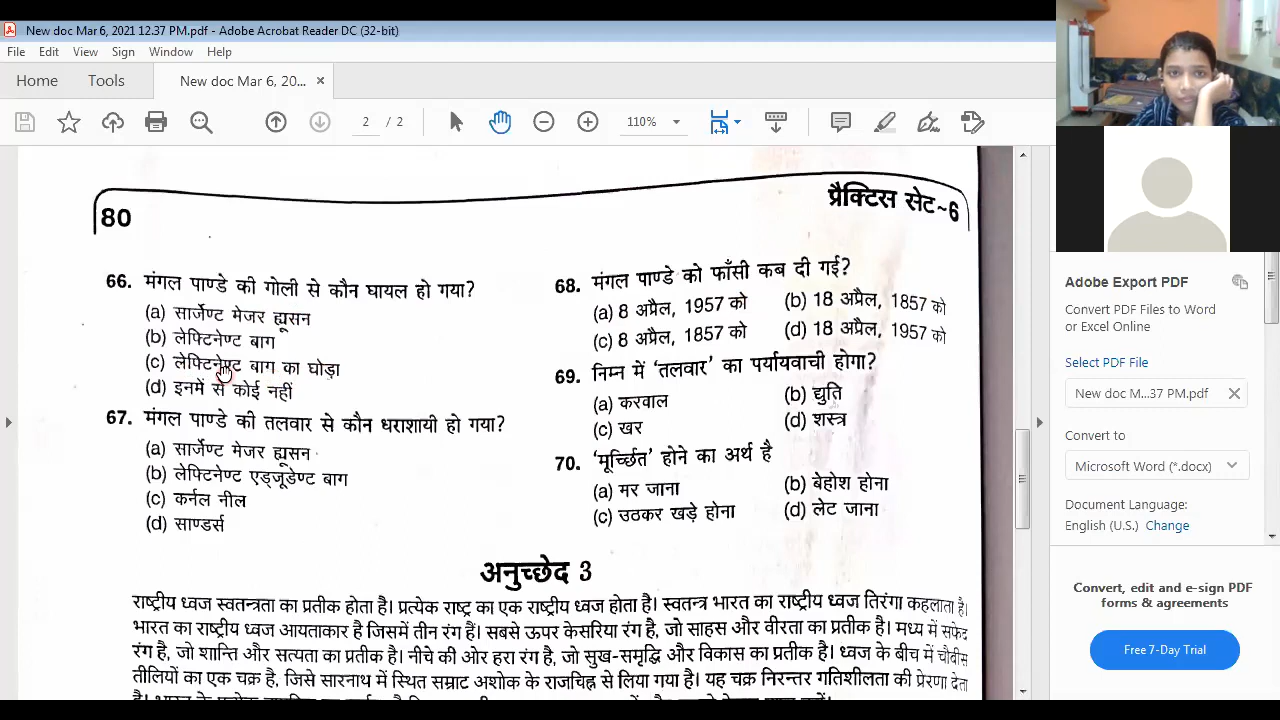 New doc Mar 6, 2021 12.37 PM.pdf - Adobe Acrobat Reader DC (32-bit)
File Edit View Sign Window Help
Home Tools New doc Mar 6, 20... ×
2 / 2 110%
80
प्रैक्टिस सेट~6
66. मंगल पाण्डे की गोली से कौन घायल हो गया?
(a) सार्जेण्ट मेजर ह्यूसन
(b) लेफ्टिनेण्ट बाग
(c) लेफ्टिनेण्ट बाग का घोड़ा
(d) इनमें से कोई नहीं
67. मंगल पाण्डे की तलवार से कौन धराशायी हो गया?
(a) सार्जेण्ट मेजर ह्यूसन
(b) लेफ्टिनेण्ट एड्जूडेण्ट बाग
(c) कर्नल नील
(d) साण्डर्स
68. मंगल पाण्डे को फाँसी कब दी गई?
(a) 8 अप्रैल, 1957 को (b) 18 अप्रैल, 1857 को
(c) 8 अप्रैल, 1857 को (d) 18 अप्रैल, 1957 को
69. निम्न में ‘तलवार’ का पर्यायवाची होगा?
(a) करवाल (b) द्युति
(c) खर (d) शस्त्र
70. ‘मूर्च्छित’ होने का अर्थ है
(a) मर जाना (b) बेहोश होना
(c) उठकर खड़े होना (d) लेट जाना
अनुच्छेद 3
राष्ट्रीय ध्वज स्वतन्त्रता का प्रतीक होता है। प्रत्येक राष्ट्र का एक राष्ट्रीय ध्वज होता है। स्वतन्त्र भारत का राष्ट्रीय ध्वज तिरंगा कहलाता है।
भारत का राष्ट्रीय ध्वज आयताकार है जिसमें तीन रंग हैं। सबसे ऊपर केसरिया रंग है, जो साहस और वीरता का प्रतीक है। मध्य में सफेद
रंग है, जो शान्ति और सत्यता का प्रतीक है। नीचे की ओर हरा रंग है, जो सुख-समृद्धि और विकास का प्रतीक है। ध्वज के बीच में चौबीस
तीलियों का एक चक्र है, जिसे सारनाथ में स्थित सम्राट अशोक के राजचिह्न से लिया गया है। यह चक्र निरन्तर गतिशीलता की प्रेरणा देता
Adobe Export PDF
Convert PDF Files to Word or Excel Online
Select PDF File
New doc M...37 PM.pdf ×
Convert to
Microsoft Word (*.docx)
Document Language:
English (U.S.) Change
Convert, edit and e-sign PDF
forms & agreements
Free 7-Day Trial